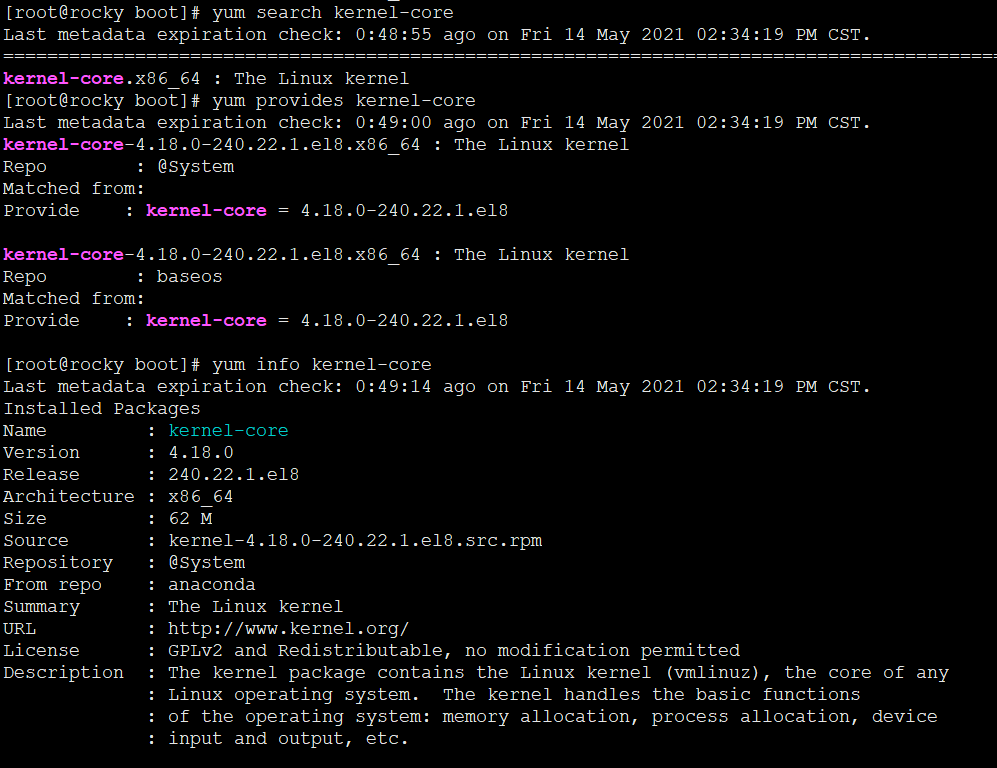 [root@rocky boot]# yum search kernel-core
Last metadata expiration check: 0:48:55 ago on Fri 14 May 2021 02:34:19 PM CST.
==========================================================================================
kernel-core.x86_64 : The Linux kernel
[root@rocky boot]# yum provides kernel-core
Last metadata expiration check: 0:49:00 ago on Fri 14 May 2021 02:34:19 PM CST.
kernel-core-4.18.0-240.22.1.el8.x86_64 : The Linux kernel
Repo        : @System
Matched from:
Provide    : kernel-core = 4.18.0-240.22.1.el8

kernel-core-4.18.0-240.22.1.el8.x86_64 : The Linux kernel
Repo        : baseos
Matched from:
Provide    : kernel-core = 4.18.0-240.22.1.el8

[root@rocky boot]# yum info kernel-core
Last metadata expiration check: 0:49:14 ago on Fri 14 May 2021 02:34:19 PM CST.
Installed Packages
Name         : kernel-core
Version      : 4.18.0
Release      : 240.22.1.el8
Architecture : x86_64
Size         : 62 M
Source       : kernel-4.18.0-240.22.1.el8.src.rpm
Repository   : @System
From repo    : anaconda
Summary      : The Linux kernel
URL          : http://www.kernel.org/
License      : GPLv2 and Redistributable, no modification permitted
Description  : The kernel package contains the Linux kernel (vmlinuz), the core of any
             : Linux operating system.  The kernel handles the basic functions
             : of the operating system: memory allocation, process allocation, device
             : input and output, etc.